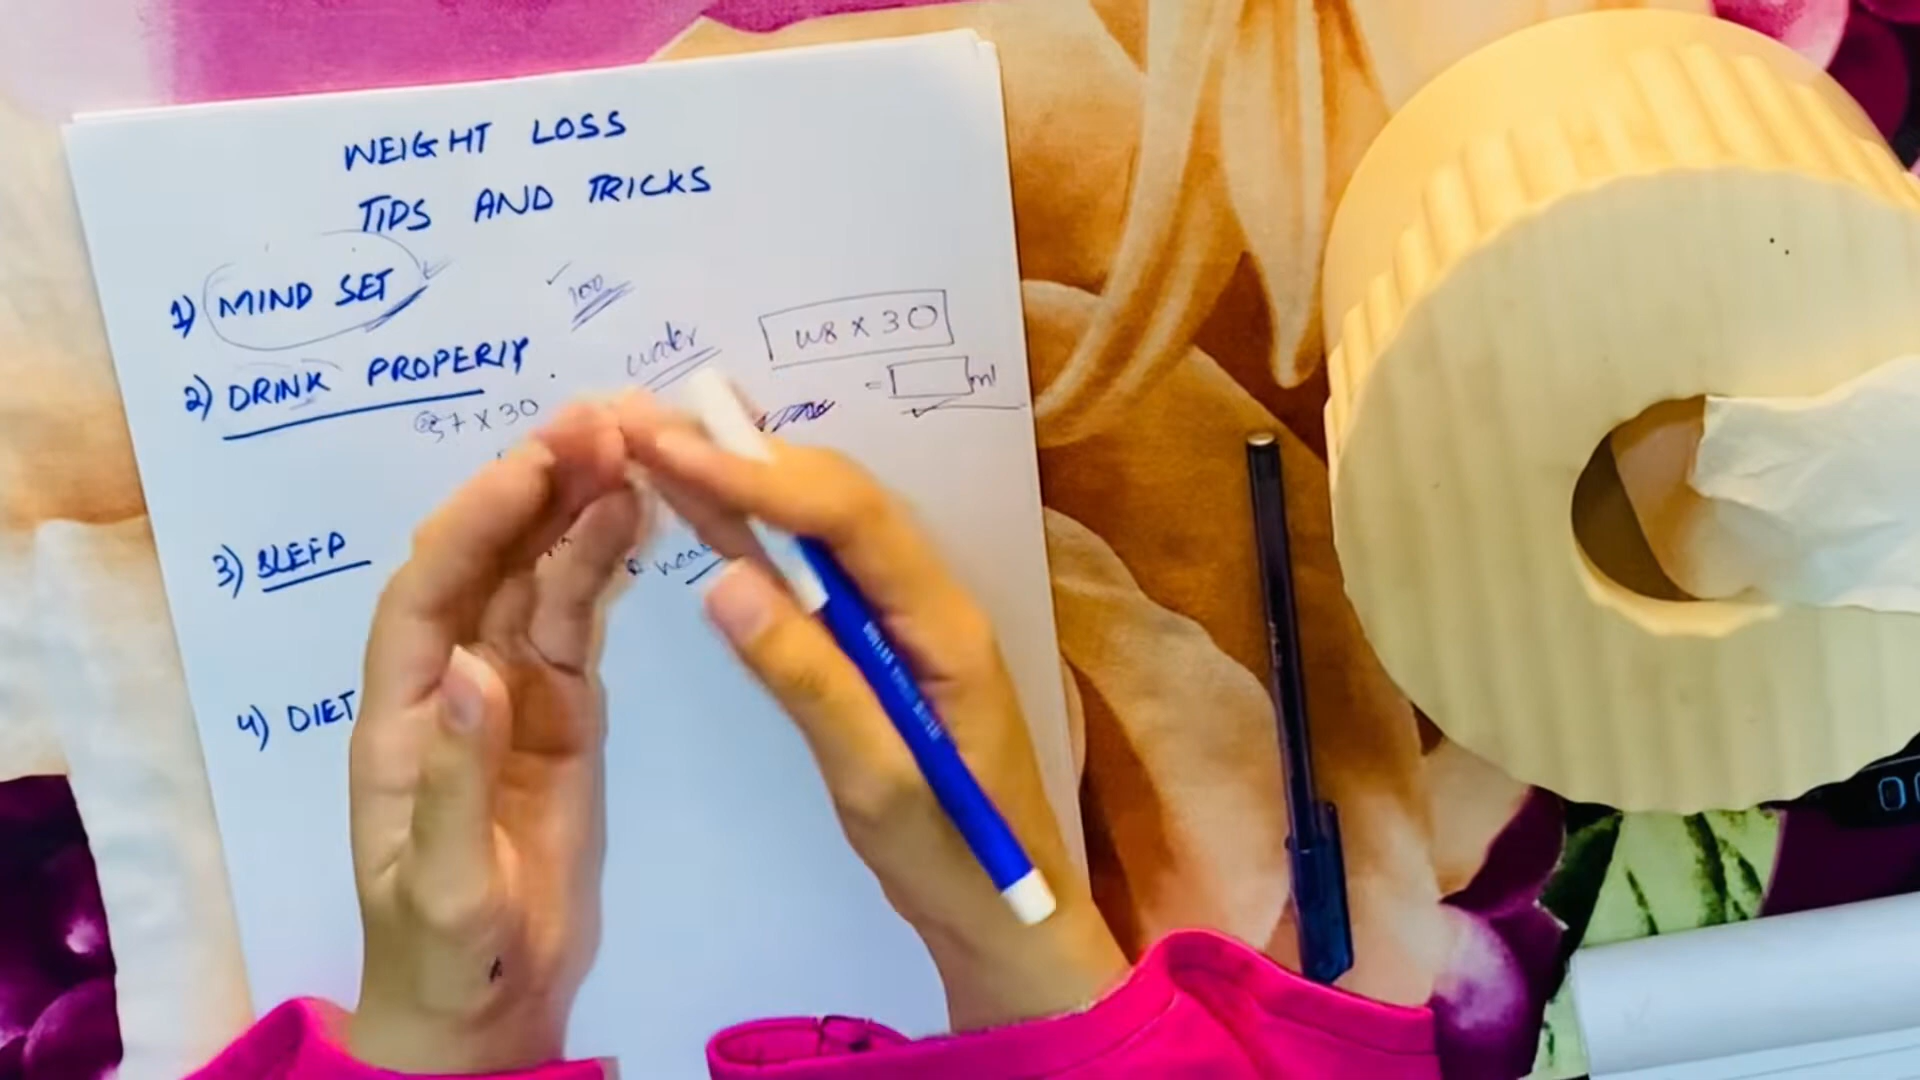 WEIGHT LOSS
TIPS AND TRICKS
1) MIND SET
100
2) DRINK PROPERLY.
water
W8 X 30
= ml
57 X 30
3) SLEEP
4) DIET